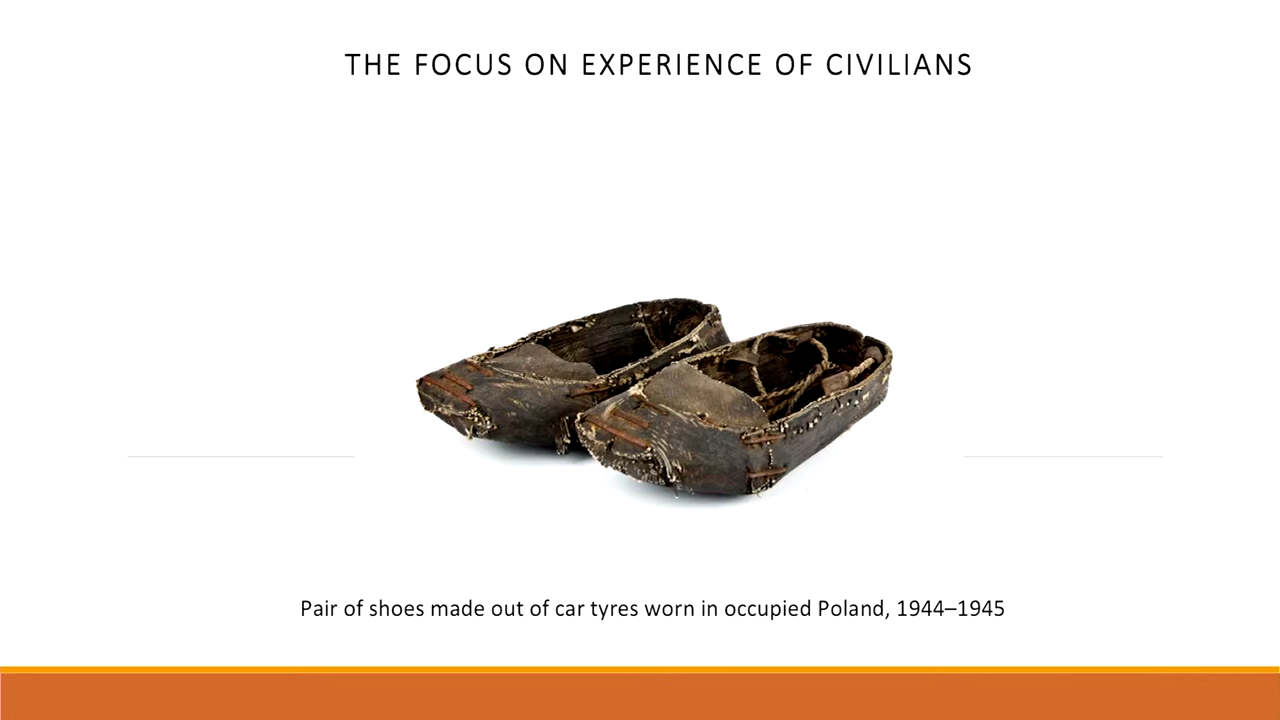 THE FOCUS ON EXPERIENCE OF CIVILIANS
Pair of shoes made out of car tyres worn in occupied Poland, 1944–1945